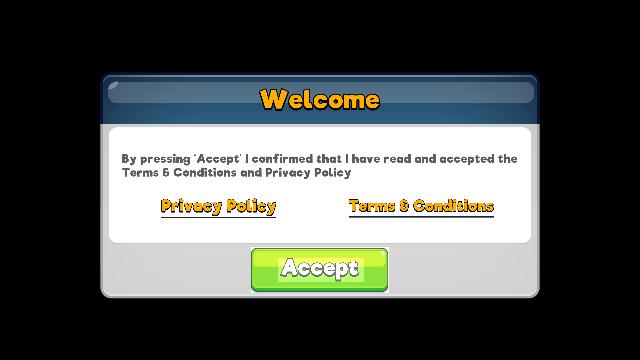 Welcome
By pressing 'Accept' I confirmed that I have read and accepted the
Terms & Conditions and Privacy Policy
Privacy Policy Terms & Conditions
Accept